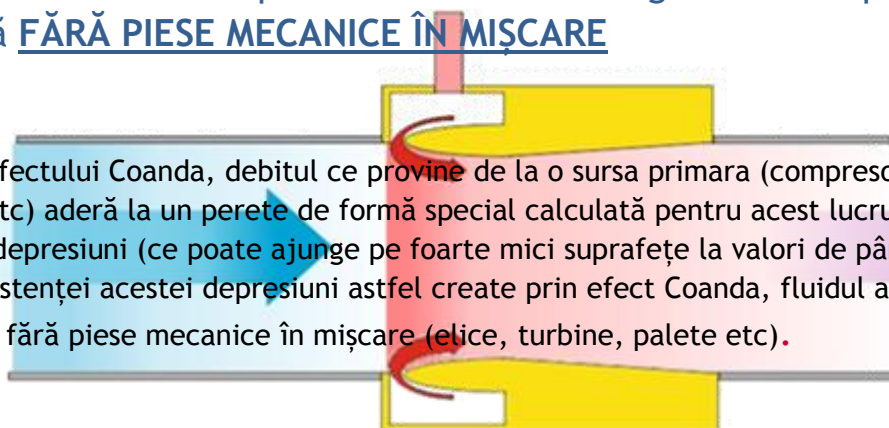 FĂRĂ PIESE MECANICE ÎN MIȘCARE
fectului Coanda, debitul ce provine de la o sursa primara (compres
tc) aderă la un perete de formă special calculată pentru acest lucru
depresiuni (ce poate ajunge pe foarte mici suprafețe la valori de pâ
stenței acestei depresiuni astfel create prin efect Coanda, fluidul a
fără piese mecanice în mișcare (elice, turbine, palete etc).